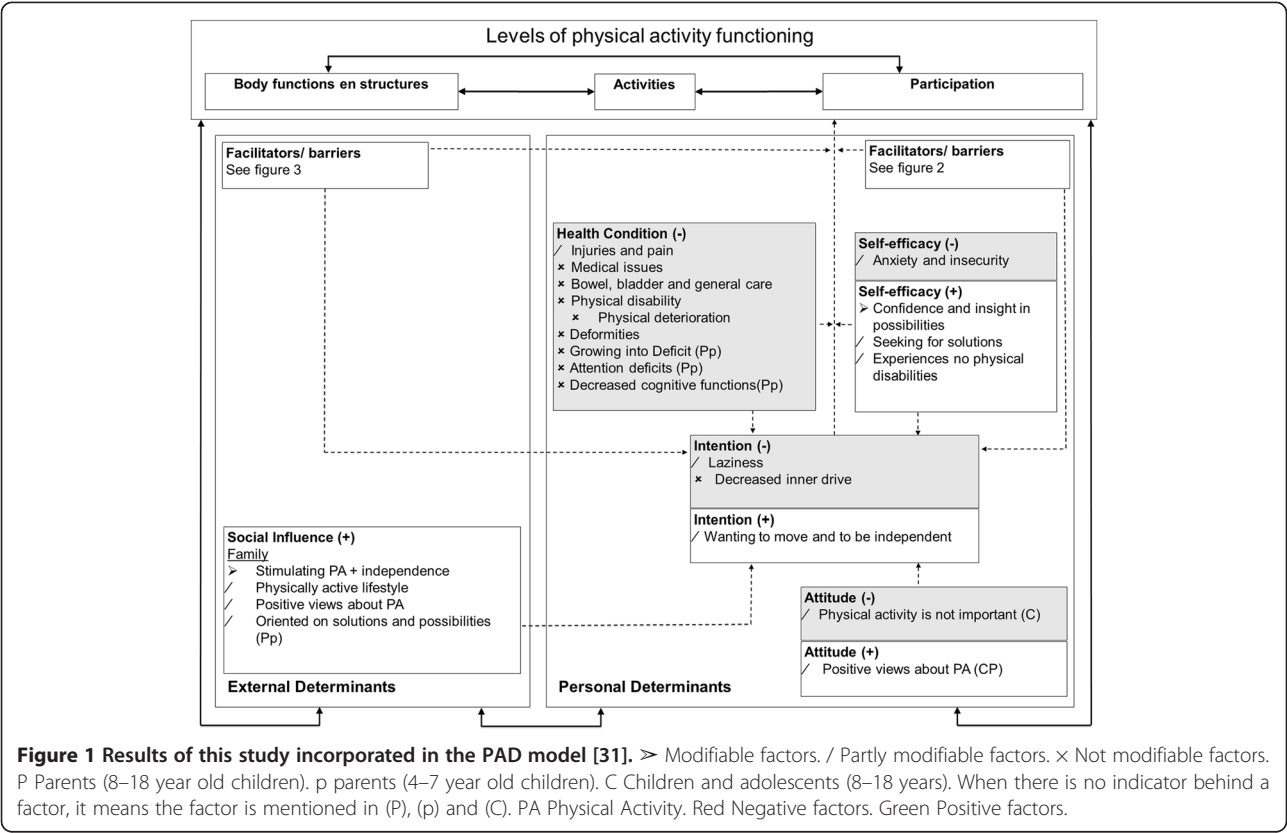 Levels of physical activity functioning
Body functions en structures
Activities
Participation
Facilitators/ barriers
See figure 3
Facilitators/ barriers
See figure 2
Health Condition (-)
/ Injuries and pain
× Medical issues
× Bowel, bladder and general care
× Physical disability
× Physical deterioration
× Deformities
× Growing into Deficit (Pp)
× Attention deficits (Pp)
× Decreased cognitive functions(Pp)
Self-efficacy (-)
/ Anxiety and insecurity
Self-efficacy (+)
➢ Confidence and insight in
possibilities
/ Seeking for solutions
/ Experiences no physical
disabilities
Intention (-)
/ Laziness
× Decreased inner drive
Intention (+)
/ Wanting to move and to be independent
Social Influence (+)
Family
➢ Stimulating PA + independence
/ Physically active lifestyle
/ Positive views about PA
/ Oriented on solutions and possibilities
(Pp)
Attitude (-)
/ Physical activity is not important (C)
Attitude (+)
/ Positive views about PA (CP)
External Determinants
Personal Determinants
Figure 1 Results of this study incorporated in the PAD model [31]. ➢ Modifiable factors. / Partly modifiable factors. × Not modifiable factors.
P Parents (8–18 year old children). p parents (4–7 year old children). C Children and adolescents (8–18 years). When there is no indicator behind a
factor, it means the factor is mentioned in (P), (p) and (C). PA Physical Activity. Red Negative factors. Green Positive factors.